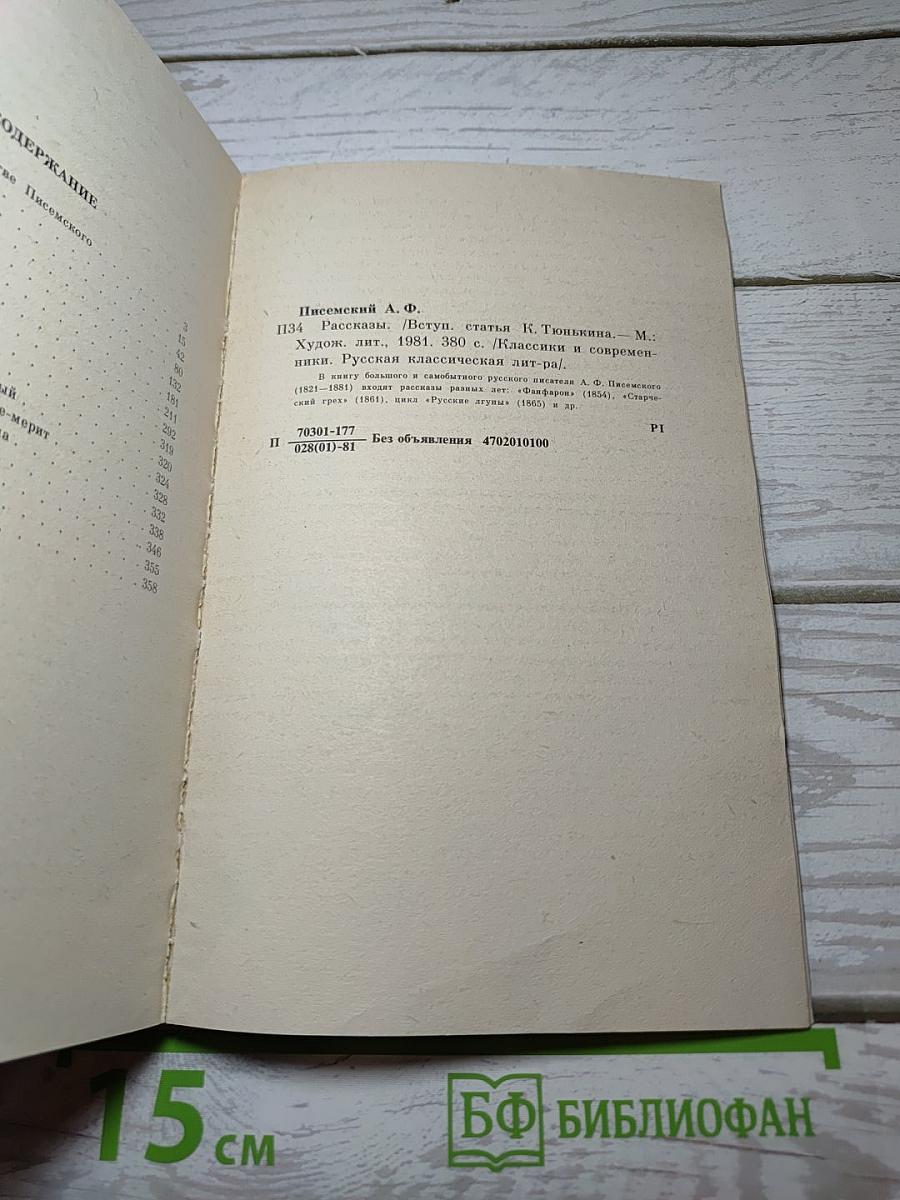 СОДЕРЖАНИЕ
Писемского
3
15
42
80
132
181
211
292
319
320
324
328
332
338
346
355
358
Писемский А. Ф.
П34 Рассказы. /Вступ. статья К. Тюнькина.— М.:
Худож. лит., 1981. 380 с. /Классики и современ-
ники. Русская классическая лит-ра/.
В книгу большого и самобытного русского писателя А. Ф. Писемского
(1821—1881) входят рассказы разных лет: «Фанфарон» (1854), «Старче-
ский грех» (1861), цикл «Русские лгуны» (1865) и др.
П 70301-177 / 028(01)-81 Без объявления 4702010100
PI
15 см
БФ БИБЛИОФАН